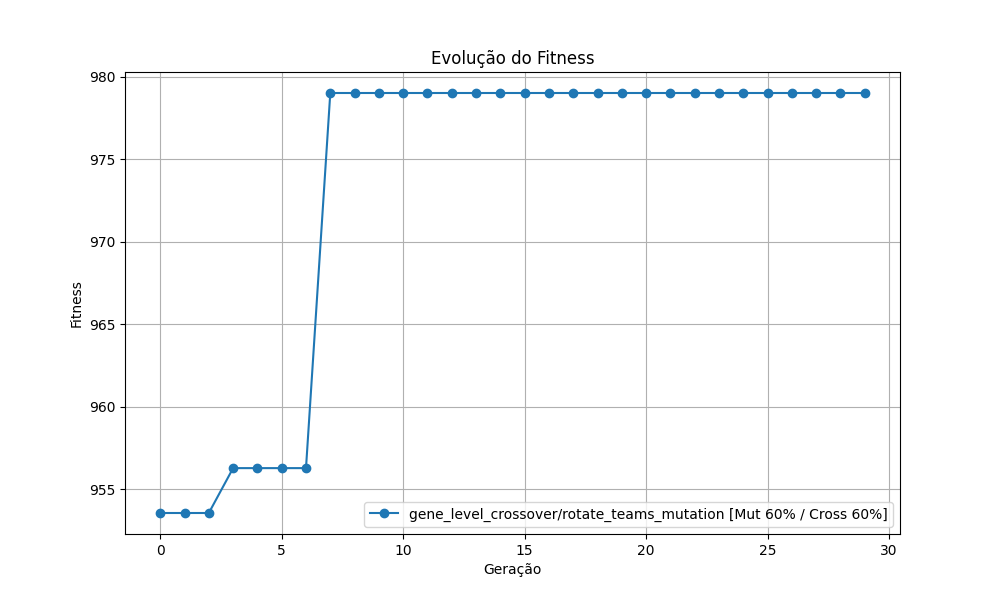 Evolução do Fitness
Fitness
980
975
970
965
960
955
0 5 10 15 20 25 30
Geração
gene_level_crossover/rotate_teams_mutation [Mut 60% / Cross 60%]